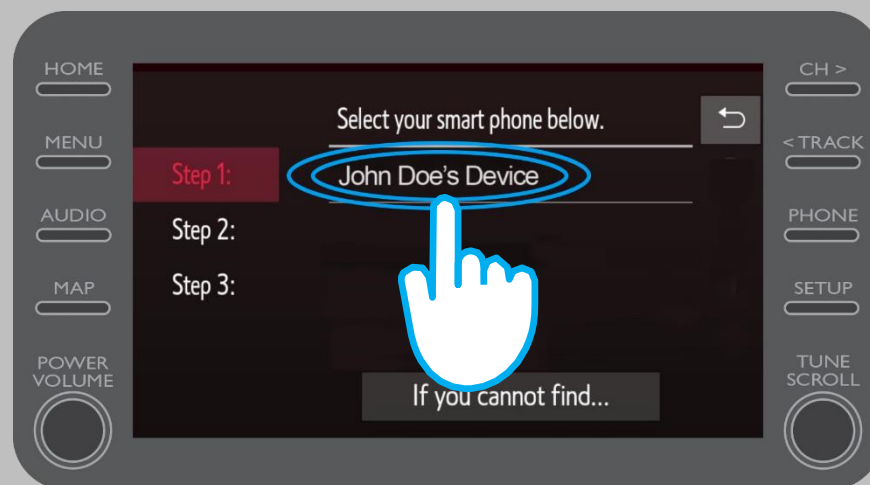 HOME
MENU
AUDIO
MAP
POWER
VOLUME
Select your smart phone below.
Step 1:
John Doe's Device
Step 2:
Step 3:
If you cannot find...
CH >
< TRACK
PHONE
SETUP
TUNE
SCROLL